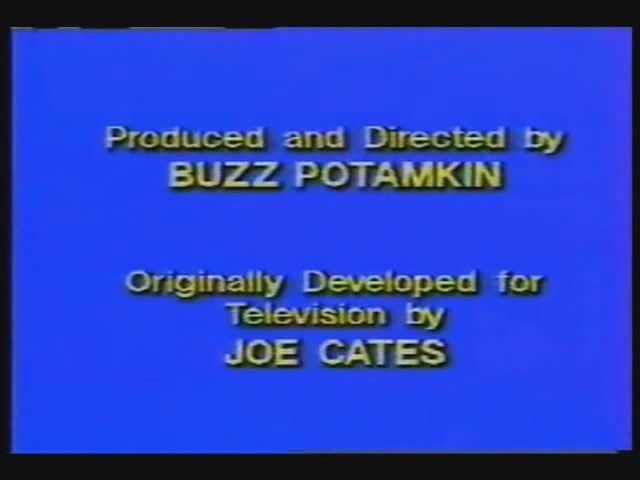 Produced and Directed by
BUZZ POTAMKIN
Originally Developed for
Television by
JOE CATES